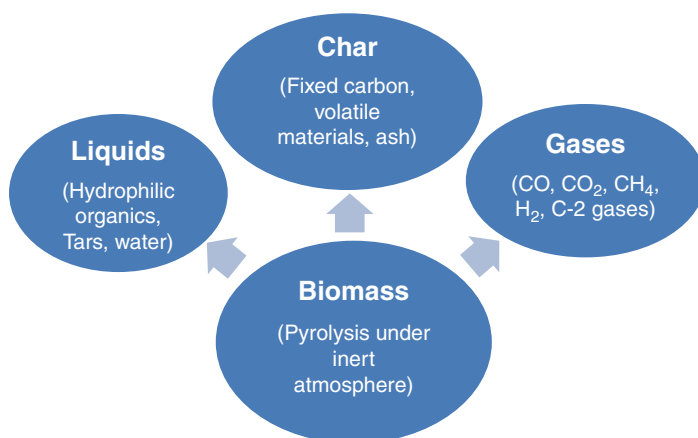 Char
(Fixed carbon,
volatile
materials, ash)
Liquids
(Hydrophilic
organics,
Tars, water)
Gases
(CO, CO₂, CH₄,
H₂, C-2 gases)
Biomass
(Pyrolysis under
inert
atmosphere)